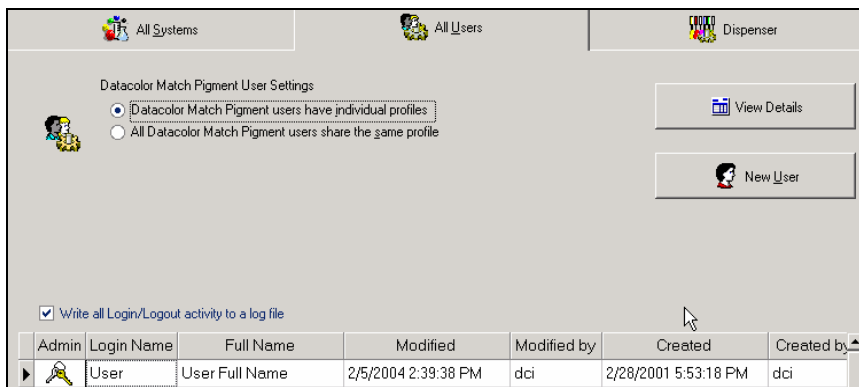 All Systems
All Users
Dispenser
Datacolor Match Pigment User Settings
Datacolor Match Pigment users have individual profiles
All Datacolor Match Pigment users share the same profile
View Details
New User
Write all Login/Logout activity to a log file
Admin Login Name Full Name Modified Modified by Created Created by
User User Full Name 2/5/2004 2:39:38 PM dci 2/28/2001 5:53:18 PM dci